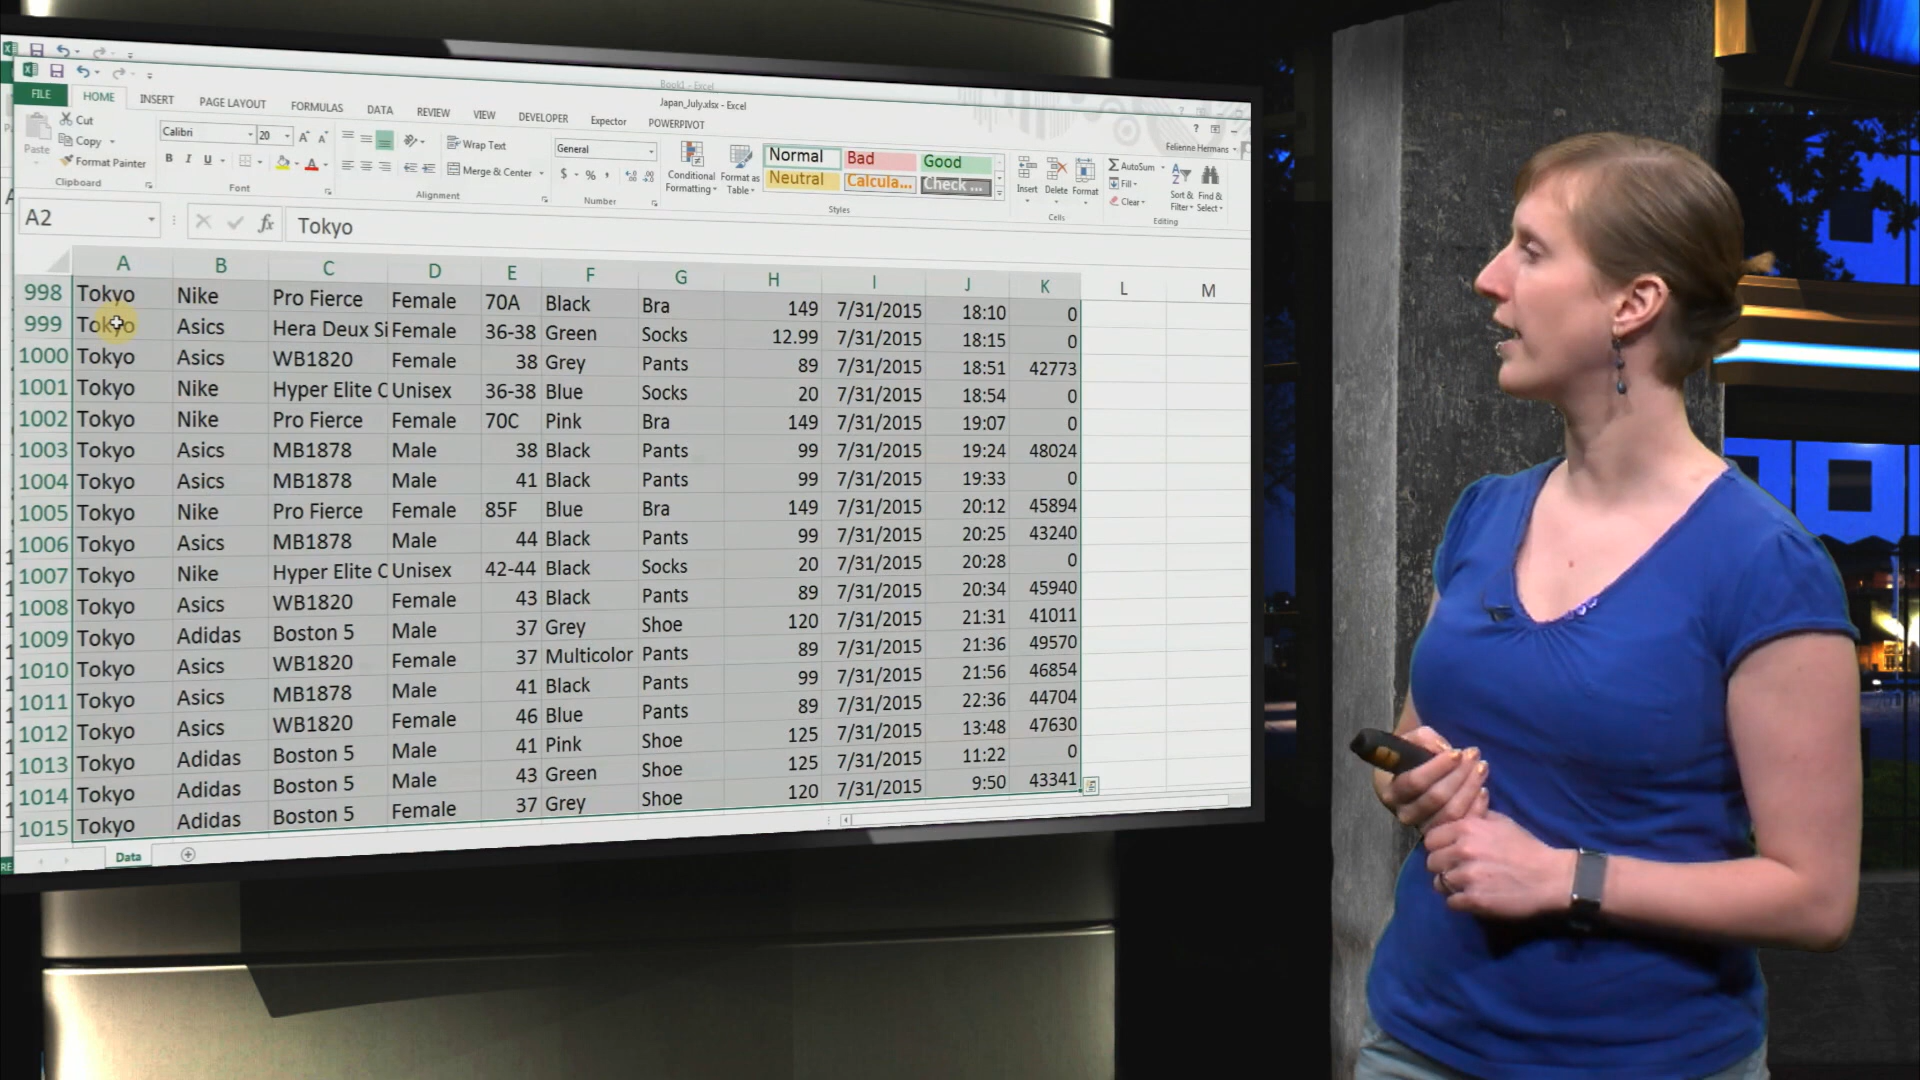 Book1 - Excel
Japan_July.xlsx - Excel
FILE HOME INSERT PAGE LAYOUT FORMULAS DATA REVIEW VIEW DEVELOPER Expector POWERPIVOT
Felienne Hermans
Paste Cut Copy Format Painter Clipboard
Calibri 20 B I U Font
Wrap Text Merge & Center Alignment
General $ % , Number
Conditional Formatting Format as Table
Normal Bad Good
Neutral Calcula... Check ...
Styles
Insert Delete Format Cells
AutoSum Fill Clear Sort & Filter Find & Select Editing
A2 fx Tokyo
A B C D E F G H I J K L M
998 Tokyo Nike Pro Fierce Female 70A Black Bra 149 7/31/2015 18:10 0
999 Tokyo Asics Hera Deux Si Female 36-38 Green Socks 12.99 7/31/2015 18:15 0
1000 Tokyo Asics WB1820 Female 38 Grey Pants 89 7/31/2015 18:51 42773
1001 Tokyo Nike Hyper Elite C Unisex 36-38 Blue Socks 20 7/31/2015 18:54 0
1002 Tokyo Nike Pro Fierce Female 70C Pink Bra 149 7/31/2015 19:07 0
1003 Tokyo Asics MB1878 Male 38 Black Pants 99 7/31/2015 19:24 48024
1004 Tokyo Asics MB1878 Male 41 Black Pants 99 7/31/2015 19:33 0
1005 Tokyo Nike Pro Fierce Female 85F Blue Bra 149 7/31/2015 20:12 45894
1006 Tokyo Asics MB1878 Male 44 Black Pants 99 7/31/2015 20:25 43240
1007 Tokyo Nike Hyper Elite C Unisex 42-44 Black Socks 20 7/31/2015 20:28 0
1008 Tokyo Asics WB1820 Female 43 Black Pants 89 7/31/2015 20:34 45940
1009 Tokyo Adidas Boston 5 Male 37 Grey Shoe 120 7/31/2015 21:31 41011
1010 Tokyo Asics WB1820 Female 37 Multicolor Pants 89 7/31/2015 21:36 49570
1011 Tokyo Asics MB1878 Male 41 Black Pants 99 7/31/2015 21:56 46854
1012 Tokyo Asics WB1820 Female 46 Blue Pants 89 7/31/2015 22:36 44704
1013 Tokyo Adidas Boston 5 Male 41 Pink Shoe 125 7/31/2015 13:48 47630
1014 Tokyo Adidas Boston 5 Male 43 Green Shoe 125 7/31/2015 11:22 0
1015 Tokyo Adidas Boston 5 Female 37 Grey Shoe 120 7/31/2015 9:50 43341
Data